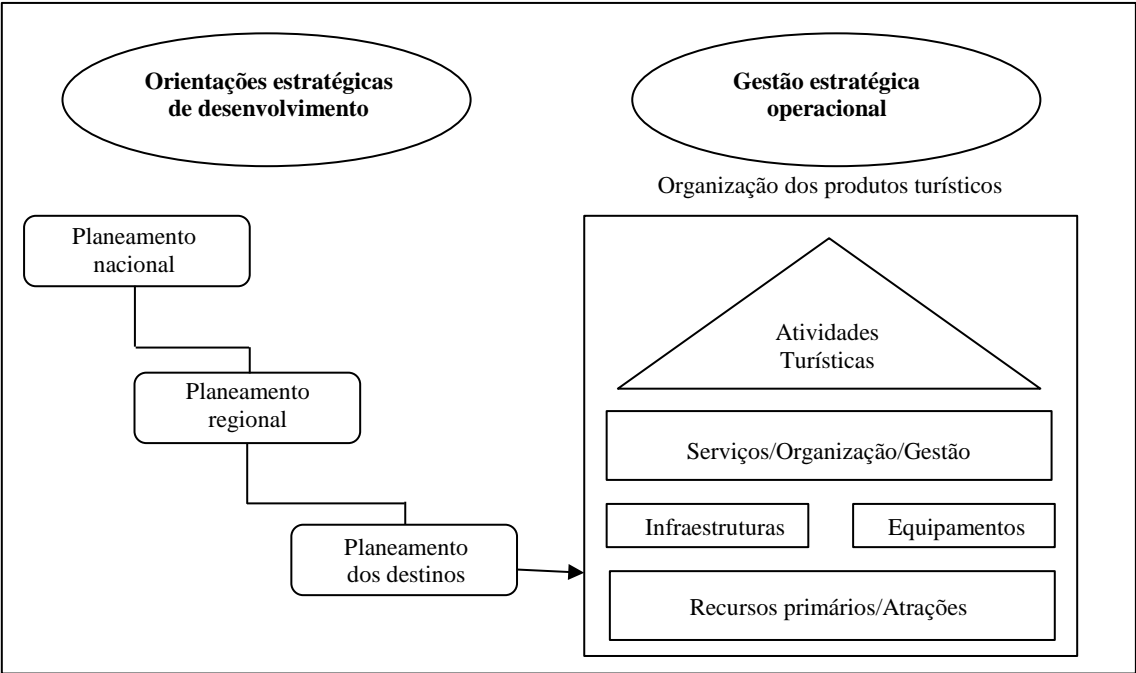 Orientações estratégicas
de desenvolvimento
Gestão estratégica
operacional
Organização dos produtos turísticos
Planeamento
nacional
Planeamento
regional
Planeamento
dos destinos
Atividades
Turísticas
Serviços/Organização/Gestão
Infraestruturas
Equipamentos
Recursos primários/Atrações